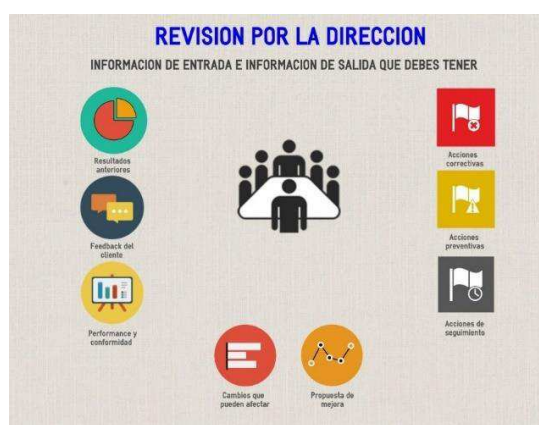 REVISION POR LA DIRECCION
INFORMACION DE ENTRADA E INFORMACION DE SALIDA QUE DEBES TENER
Resultados
anteriores
Feedback del
cliente
Performance y
conformidad
Cambios que
pueden afectar
Propuesta de
mejora
Acciones
correctivas
Acciones
preventivas
Acciones de
seguimiento